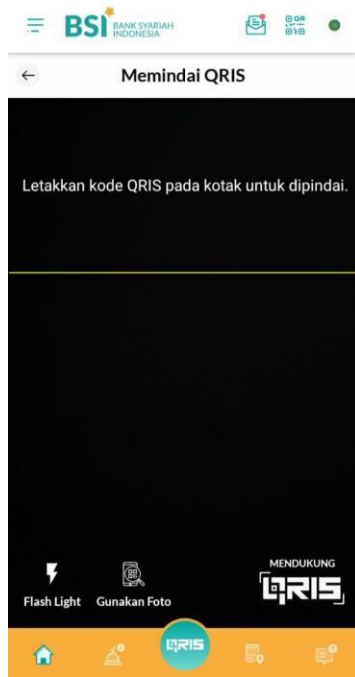 BSI BANK SYARIAH
INDONESIA
QR
Memindai QRIS
Letakkan kode QRIS pada kotak untuk dipindai.
MENDUKUNG
QRIS
Flash Light
Gunakan Foto
QRIS